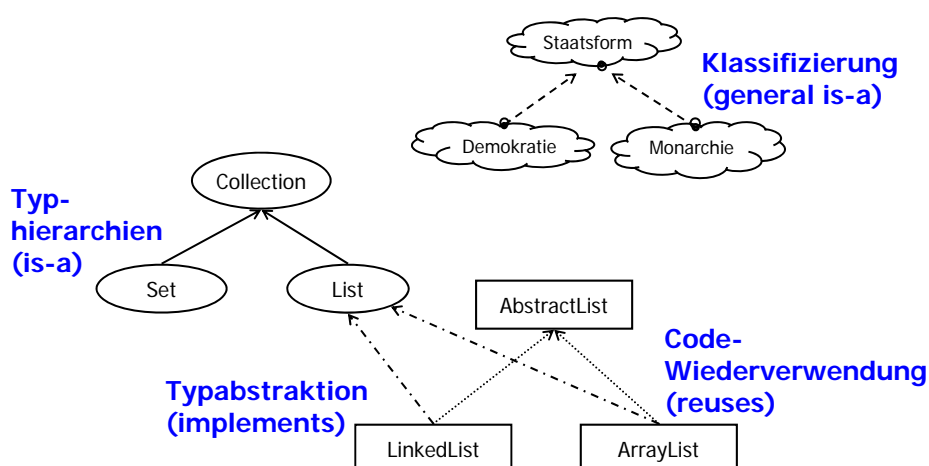 Staatsform
Klassifizierung
(general is-a)
Demokratie
Monarchie
Collection
Typ-
hierarchien
(is-a)
Set
List
AbstractList
Code-
Wiederverwendung
(reuses)
Typabstraktion
(implements)
LinkedList
ArrayList